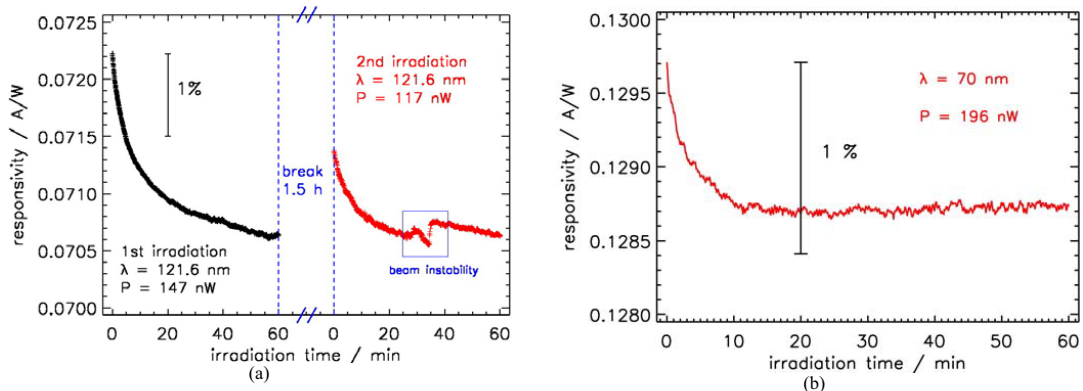 0.0725
0.0720
0.0715
0.0710
0.0705
0.0700
responsivity / A/W
1%
1st irradiation
λ = 121.6 nm
P = 147 nW
break
1.5 h
2nd irradiation
λ = 121.6 nm
P = 117 nW
beam instability
0 20 40 60 0 20 40 60
irradiation time / min
(a)
0.1300
0.1295
0.1290
0.1285
0.1280
responsivity / A/W
λ = 70 nm
P = 196 nW
1 %
0 10 20 30 40 50 60
irradiation time / min
(b)